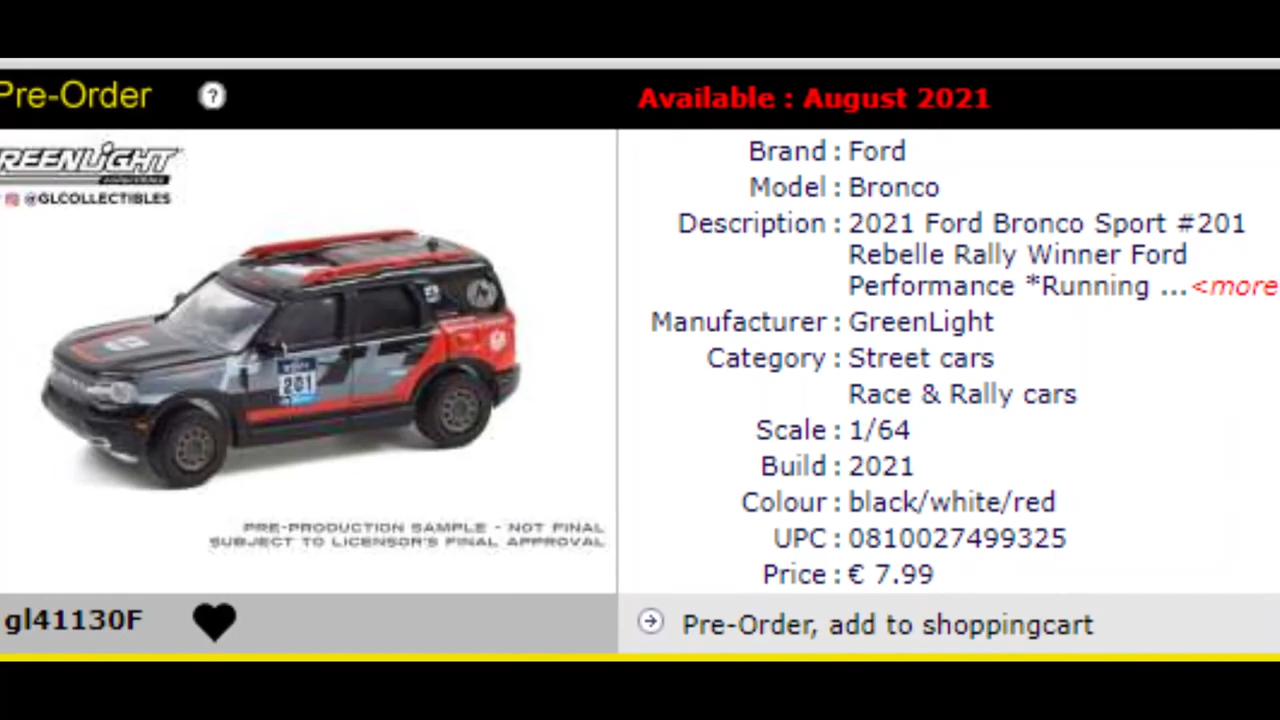 Pre-Order
?
Available : August 2021
REENLIGHT
@GLCOLLECTIBLES
201
PRE-PRODUCTION SAMPLE - NOT FINAL
SUBJECT TO LICENSOR'S FINAL APPROVAL
Brand : Ford
Model : Bronco
Description : 2021 Ford Bronco Sport #201
Rebelle Rally Winner Ford
Performance *Running ...<more
Manufacturer : GreenLight
Category : Street cars
Race & Rally cars
Scale : 1/64
Build : 2021
Colour : black/white/red
UPC : 0810027499325
Price : € 7.99
gl41130F
Pre-Order, add to shoppingcart